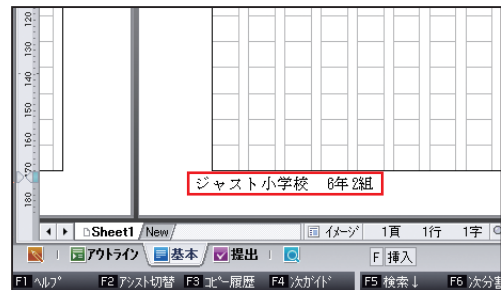 120
130
140
150
160
170
180
ジャスト小学校 6年2組
Sheet1 New イメージ 1頁 1行 1字
アウトライン 基本 提出 F 挿入
F1 ヘルプ F2 アシスト切替 F3 コピー履歴 F4 次ガイド F5 検索↓ F6 次分割